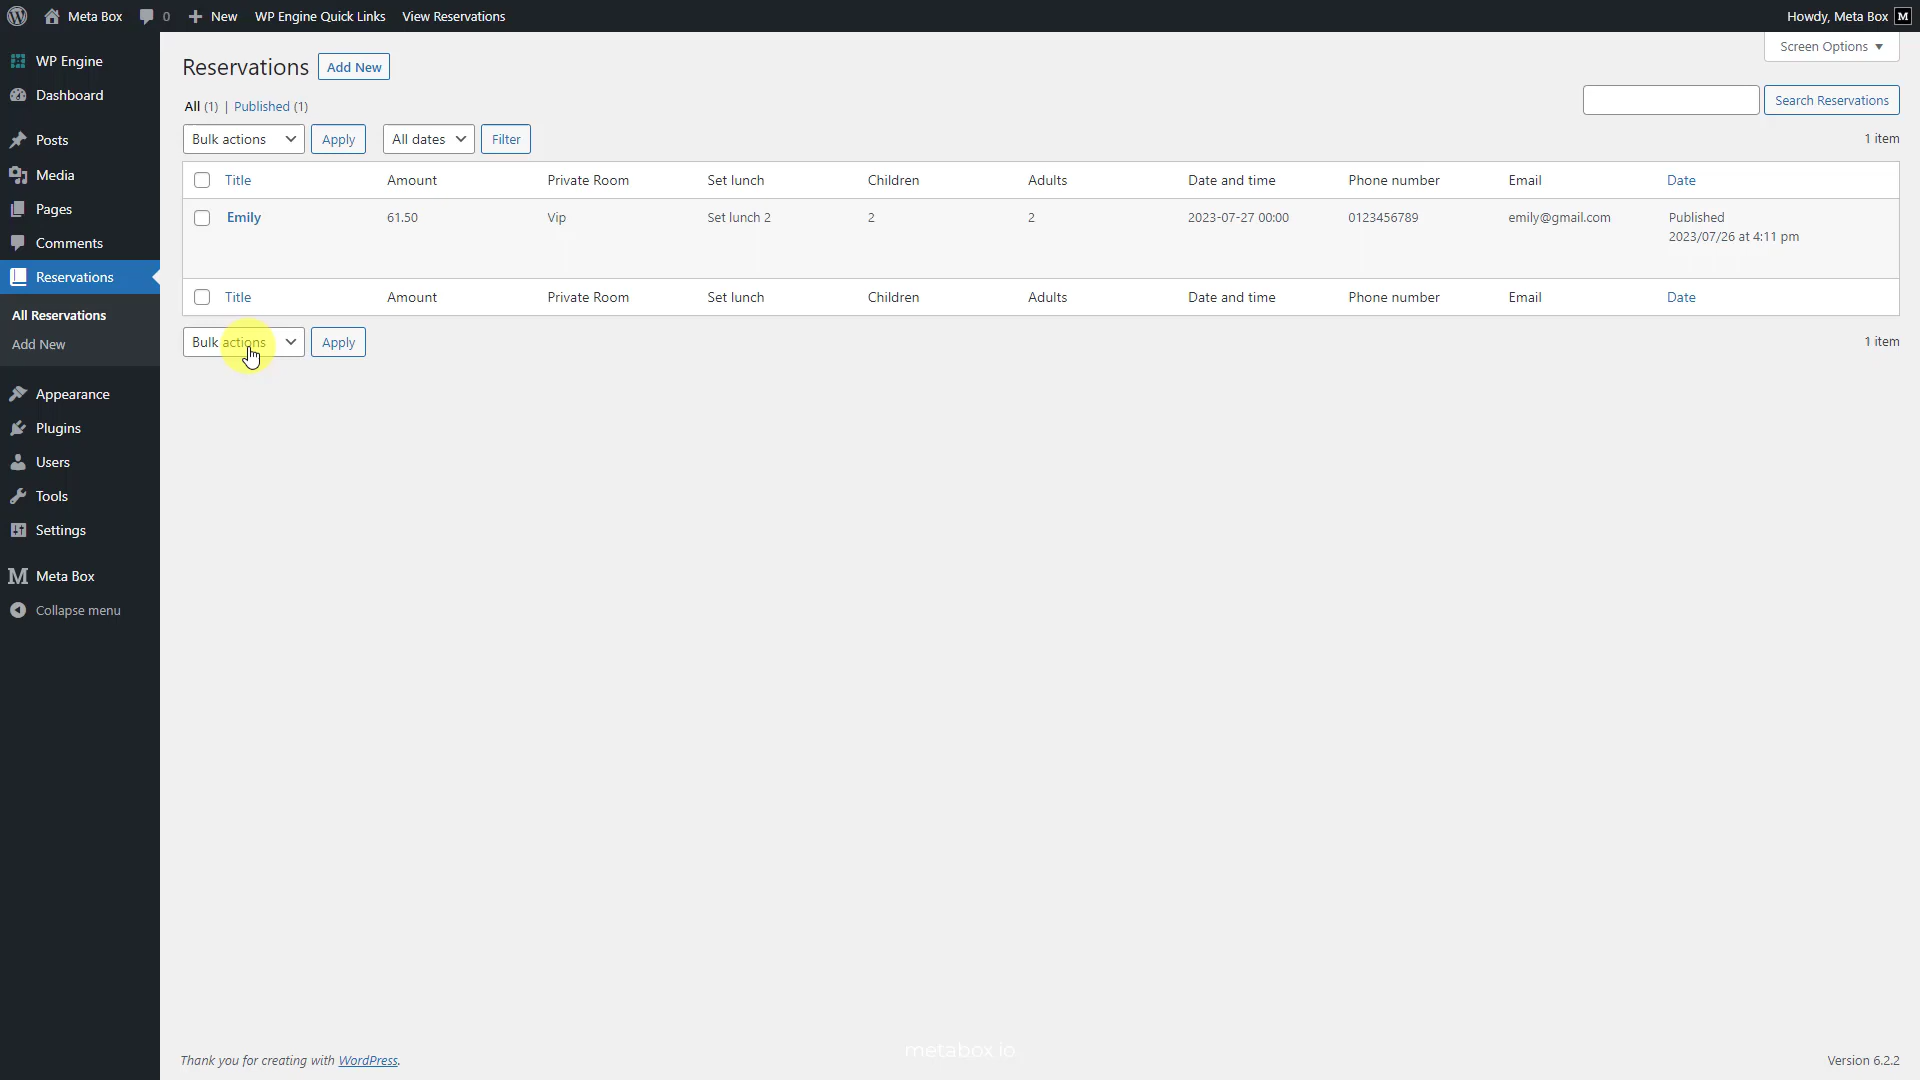 Meta Box 0 New WP Engine Quick Links View Reservations Howdy, Meta Box M
Screen Options
WP Engine
Dashboard
Posts
Media
Pages
Comments
Reservations
All Reservations
Add New
Appearance
Plugins
Users
Tools
Settings
Meta Box
Collapse menu
Reservations Add New
All (1) | Published (1)
Search Reservations
Bulk actions Apply All dates Filter 1 item
Title Amount Private Room Set lunch Children Adults Date and time Phone number Email Date
Emily 61.50 Vip Set lunch 2 2 2 2023-07-27 00:00 0123456789 emily@gmail.com Published
2023/07/26 at 4:11 pm
Title Amount Private Room Set lunch Children Adults Date and time Phone number Email Date
Bulk actions Apply 1 item
metabox.io
Thank you for creating with WordPress. Version 6.2.2